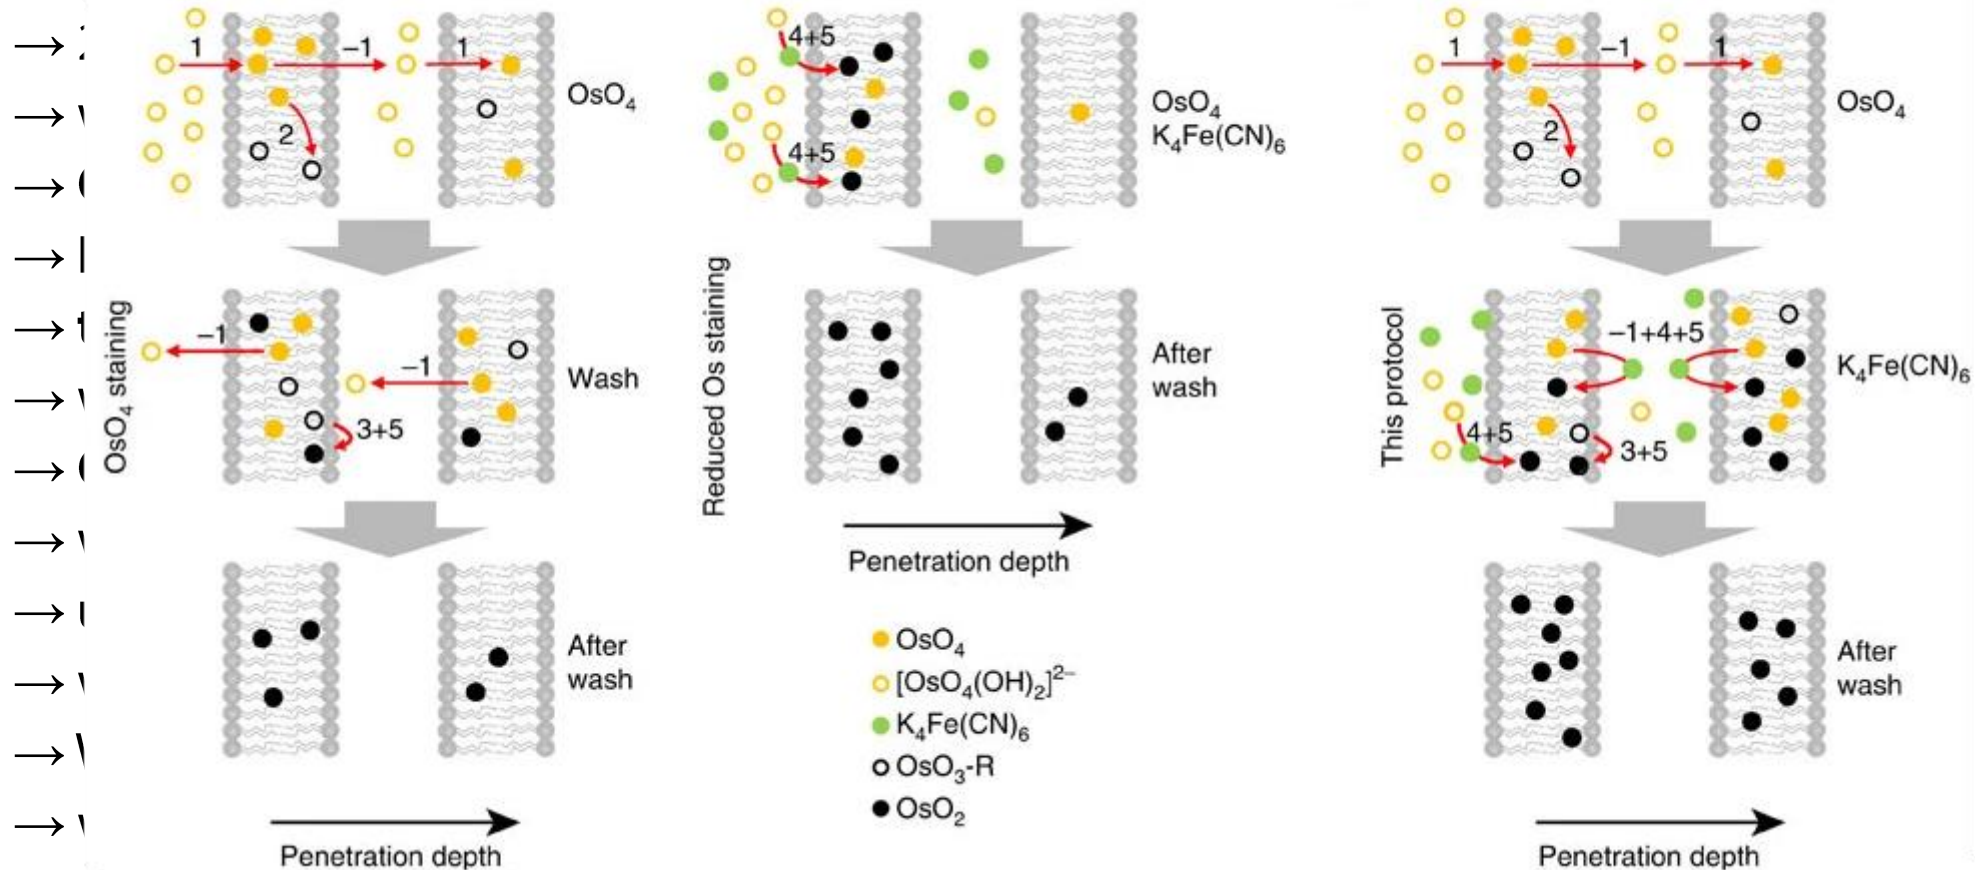 1
–1
1
2
OsO₄
OsO₄ staining
–1
–1
3+5
Wash
After
wash
Penetration depth
4+5
4+5
OsO₄
K₄Fe(CN)₆
Reduced Os staining
After
wash
Penetration depth
OsO₄
[OsO₄(OH)₂]²⁻
K₄Fe(CN)₆
OsO₃-R
OsO₂
1
–1
1
2
OsO₄
This protocol
–1+4+5
4+5
3+5
K₄Fe(CN)₆
After
wash
Penetration depth